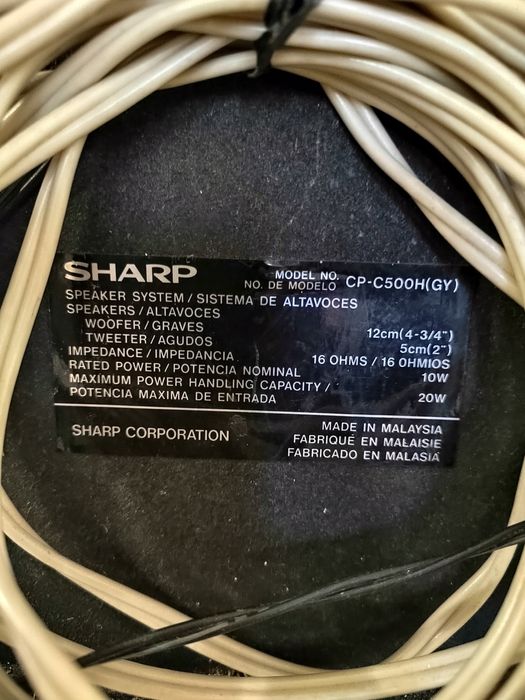 SHARP
MODEL NO.
NO. DE MODELO CP-C500H(GY)
SPEAKER SYSTEM / SISTEMA DE ALTAVOCES
SPEAKERS / ALTAVOCES
WOOFER / GRAVES 12cm(4-3/4")
TWEETER / AGUDOS 5cm(2")
IMPEDANCE / IMPEDANCIA 16 OHMS / 16 OHMIOS
RATED POWER / POTENCIA NOMINAL 10W
MAXIMUM POWER HANDLING CAPACITY /
POTENCIA MAXIMA DE ENTRADA 20W
SHARP CORPORATION
MADE IN MALAYSIA
FABRIQUÉ EN MALAISIE
FABRICADO EN MALASIA